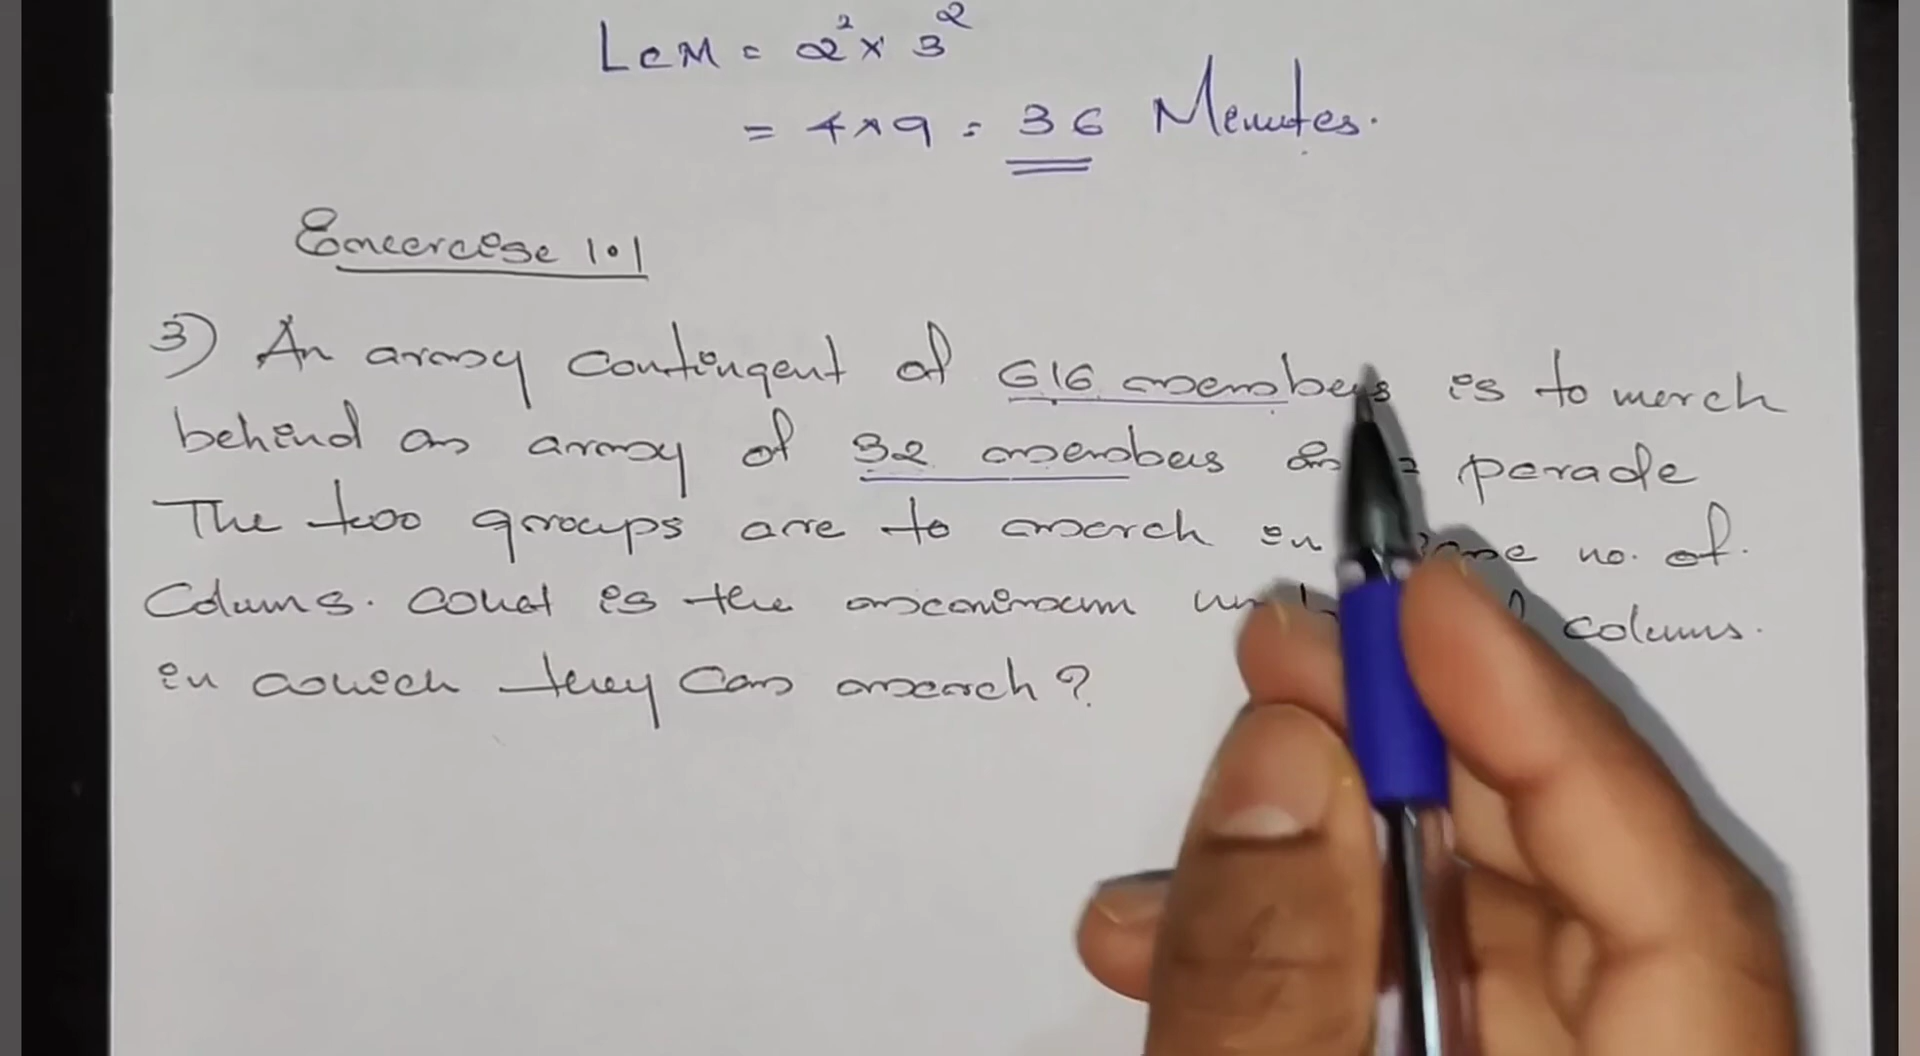 LCM = 2² × 3²
= 4×9 = 36 Menutes.
Exercise 1.1
3) An army contingent of 616 members is to march
behind an army of 32 members in a parade
The two groups are to march in same no. of.
Colums. What is the maximum colums.
in which they can march?